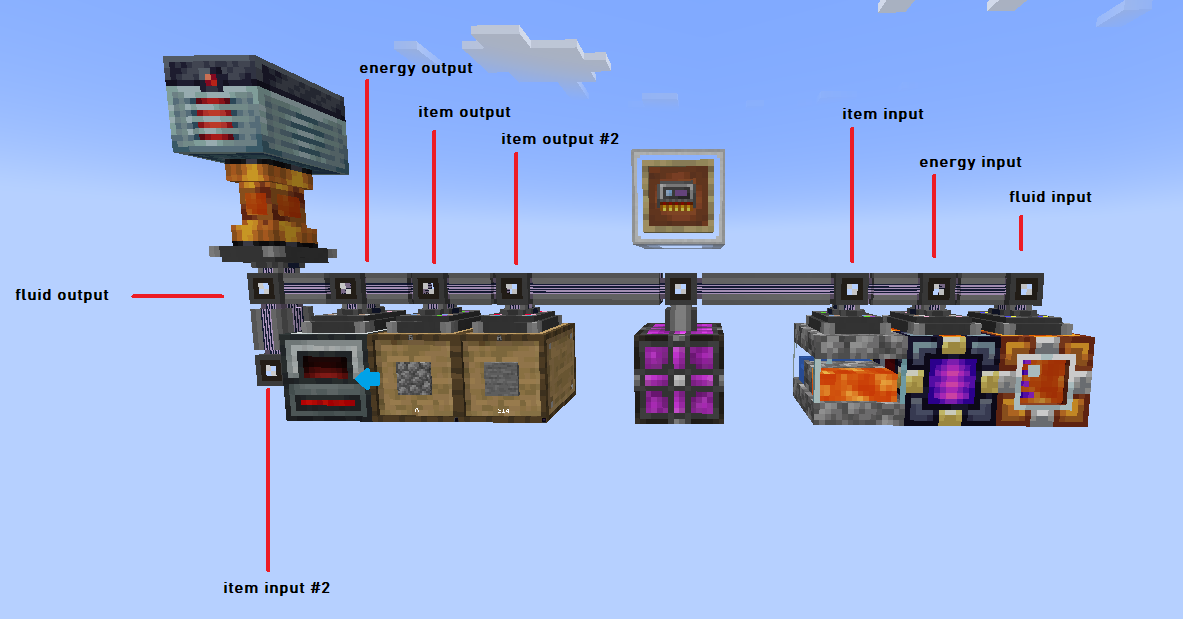 energy output
item output
item output #2
item input
energy input
fluid input
fluid output
item input #2